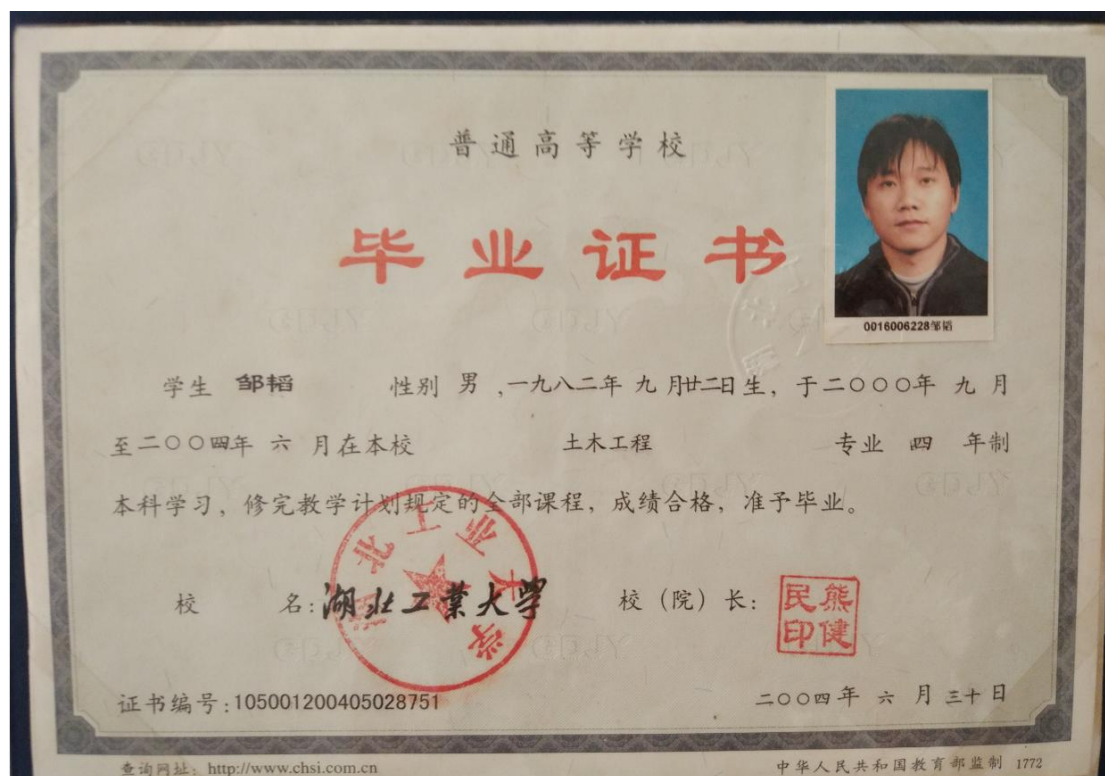 普通高等学校
毕业证书
0016006228邹韬
学生 邹韬 性别 男 ,一九八二年 九 月廿二日生, 于二〇〇〇年 九 月
至二〇〇四年 六 月在本校 土木工程 专业 四 年制
本科学习, 修完教学计划规定的全部课程, 成绩合格, 准予毕业。
湖北工业大学
校 名: 湖北工業大學 校（院）长: 熊健民印
证书编号:105001200405028751 二〇〇四年 六 月 三十日
查询网址: http://www.chsi.com.cn 中华人民共和国教育部监制 1772